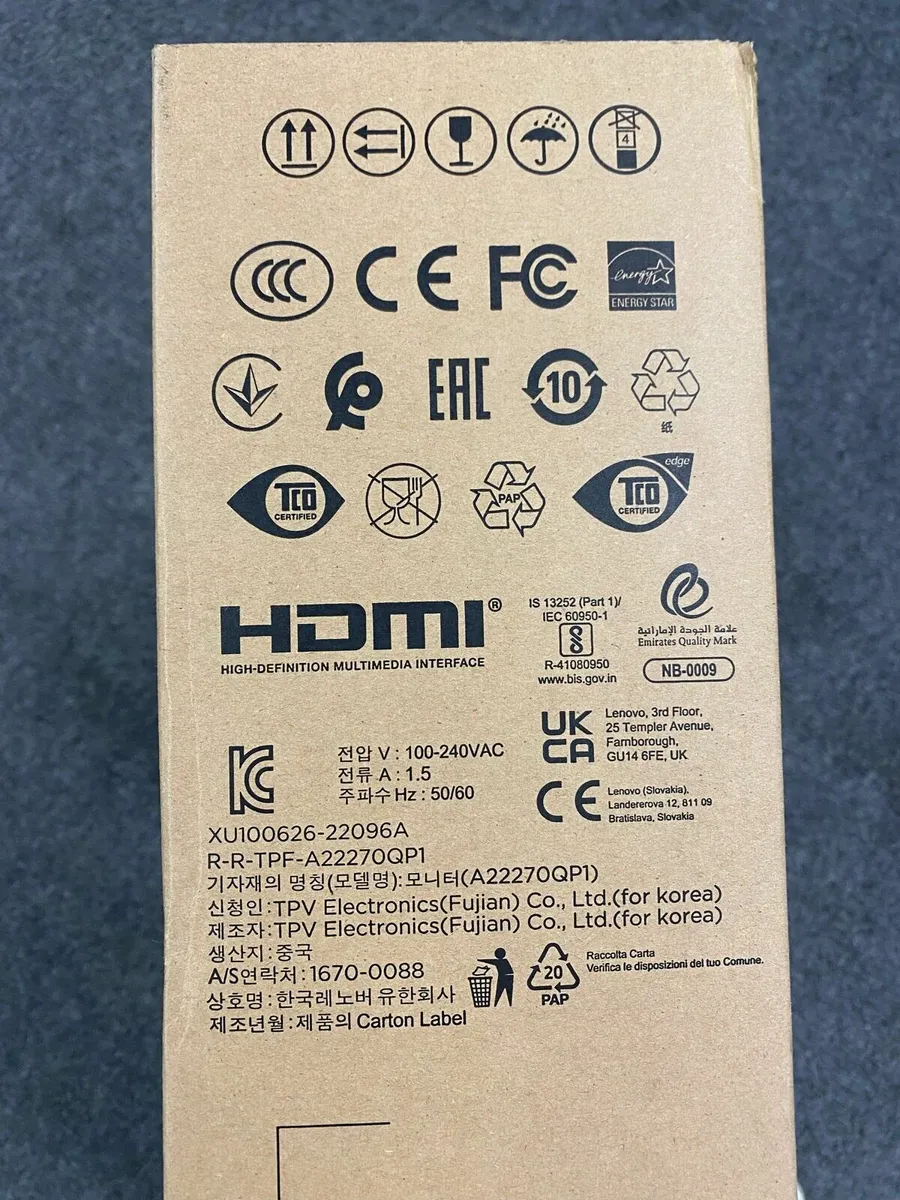 4
CCC
CE FC
energy
ENERGY STAR
EAC
10
纸
TCO
CERTIFIED
PAP
edge
TCO
CERTIFIED
HDMI®
HIGH-DEFINITION MULTIMEDIA INTERFACE
IS 13252 (Part 1)/
IEC 60950-1
R-41080950
www.bis.gov.in
علامة الجودة الإماراتية
Emirates Quality Mark
NB-0009
UK
CA
Lenovo, 3rd Floor,
25 Templer Avenue,
Farnborough,
GU14 6FE, UK
CE
Lenovo (Slovakia),
Landererova 12, 811 09
Bratislava, Slovakia
전압 V : 100-240VAC
전류 A : 1.5
주파수 Hz : 50/60
XU100626-22096A
R-R-TPF-A22270QP1
기자재의 명칭(모델명):모니터(A22270QP1)
신청인:TPV Electronics(Fujian) Co., Ltd.(for korea)
제조자:TPV Electronics(Fujian) Co., Ltd.(for korea)
생산지:중국
A/S연락처:1670-0088
상호명:한국레노버 유한회사
제조년월:제품의 Carton Label
20
PAP
Raccolta Carta
Verifica le disposizioni del tuo Comune.